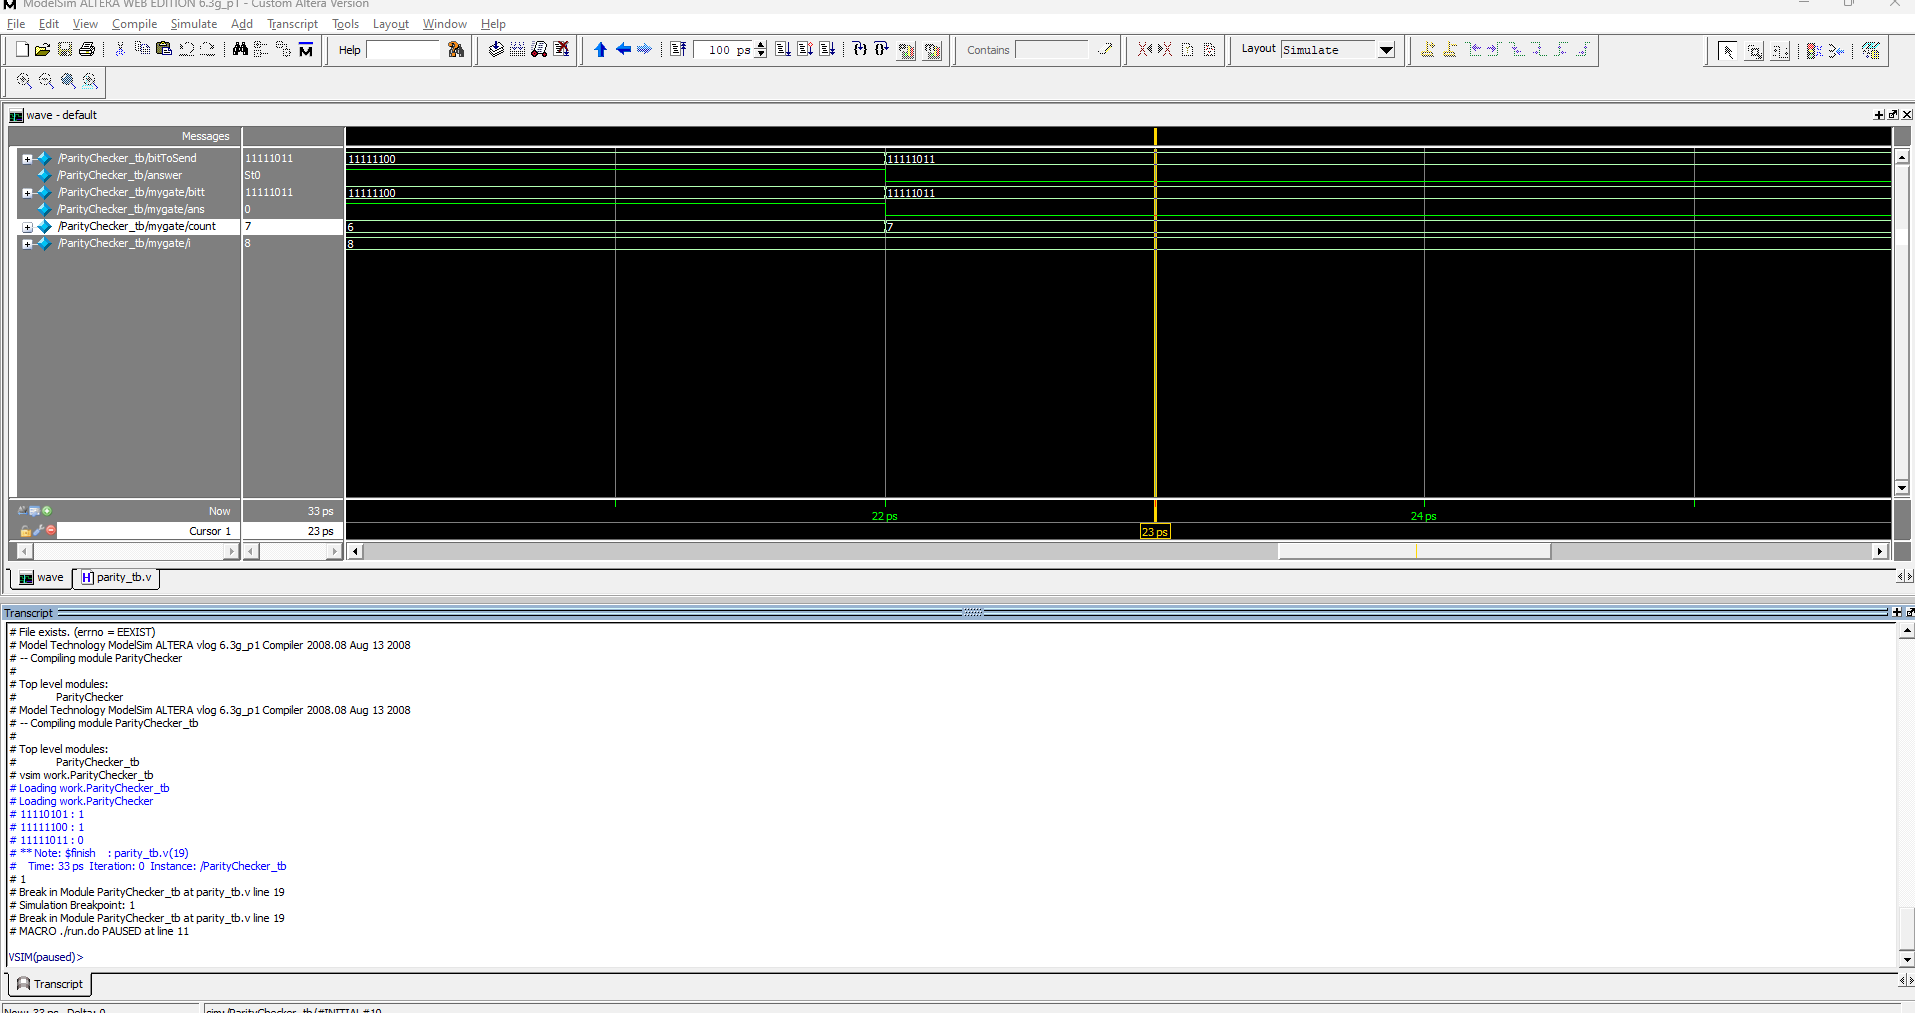 ModelSim ALTERA WEB EDITION 6.3g_p1 - Custom Altera Version
File Edit View Compile Simulate Add Transcript Tools Layout Window Help
Help 100 ps Contains Layout Simulate
wave - default
Messages
/ParityChecker_tb/bitToSend 11111011 11111100 11111011
/ParityChecker_tb/answer St0
/ParityChecker_tb/mygate/bitt 11111011 11111100 11111011
/ParityChecker_tb/mygate/ans 0
/ParityChecker_tb/mygate/count 7 6 7
/ParityChecker_tb/mygate/i 8 8
Now 33 ps 22 ps 24 ps
Cursor 1 23 ps 23 ps
wave parity_tb.v
Transcript
# File exists. (errno = EEXIST)
# Model Technology ModelSim ALTERA vlog 6.3g_p1 Compiler 2008.08 Aug 13 2008
# -- Compiling module ParityChecker
#
# Top level modules:
# ParityChecker
# Model Technology ModelSim ALTERA vlog 6.3g_p1 Compiler 2008.08 Aug 13 2008
# -- Compiling module ParityChecker_tb
#
# Top level modules:
# ParityChecker_tb
# vsim work.ParityChecker_tb
# Loading work.ParityChecker_tb
# Loading work.ParityChecker
# 11110101 : 1
# 11111100 : 1
# 11111011 : 0
# ** Note: $finish : parity_tb.v(19)
# Time: 33 ps Iteration: 0 Instance: /ParityChecker_tb
# 1
# Break in Module ParityChecker_tb at parity_tb.v line 19
# Simulation Breakpoint: 1
# Break in Module ParityChecker_tb at parity_tb.v line 19
# MACRO ./run.do PAUSED at line 11
VSIM(paused)>
Transcript
Now: 33 ps Delta: 0 sim:/ParityChecker_tb/#INITIAL#10